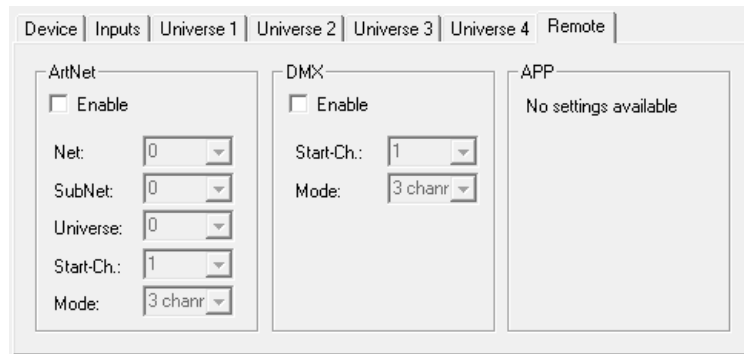 Device Inputs Universe 1 Universe 2 Universe 3 Universe 4 Remote
ArtNet
Enable
Net: 0
SubNet: 0
Universe: 0
Start-Ch.: 1
Mode: 3 chanr
DMX
Enable
Start-Ch.: 1
Mode: 3 chanr
APP
No settings available